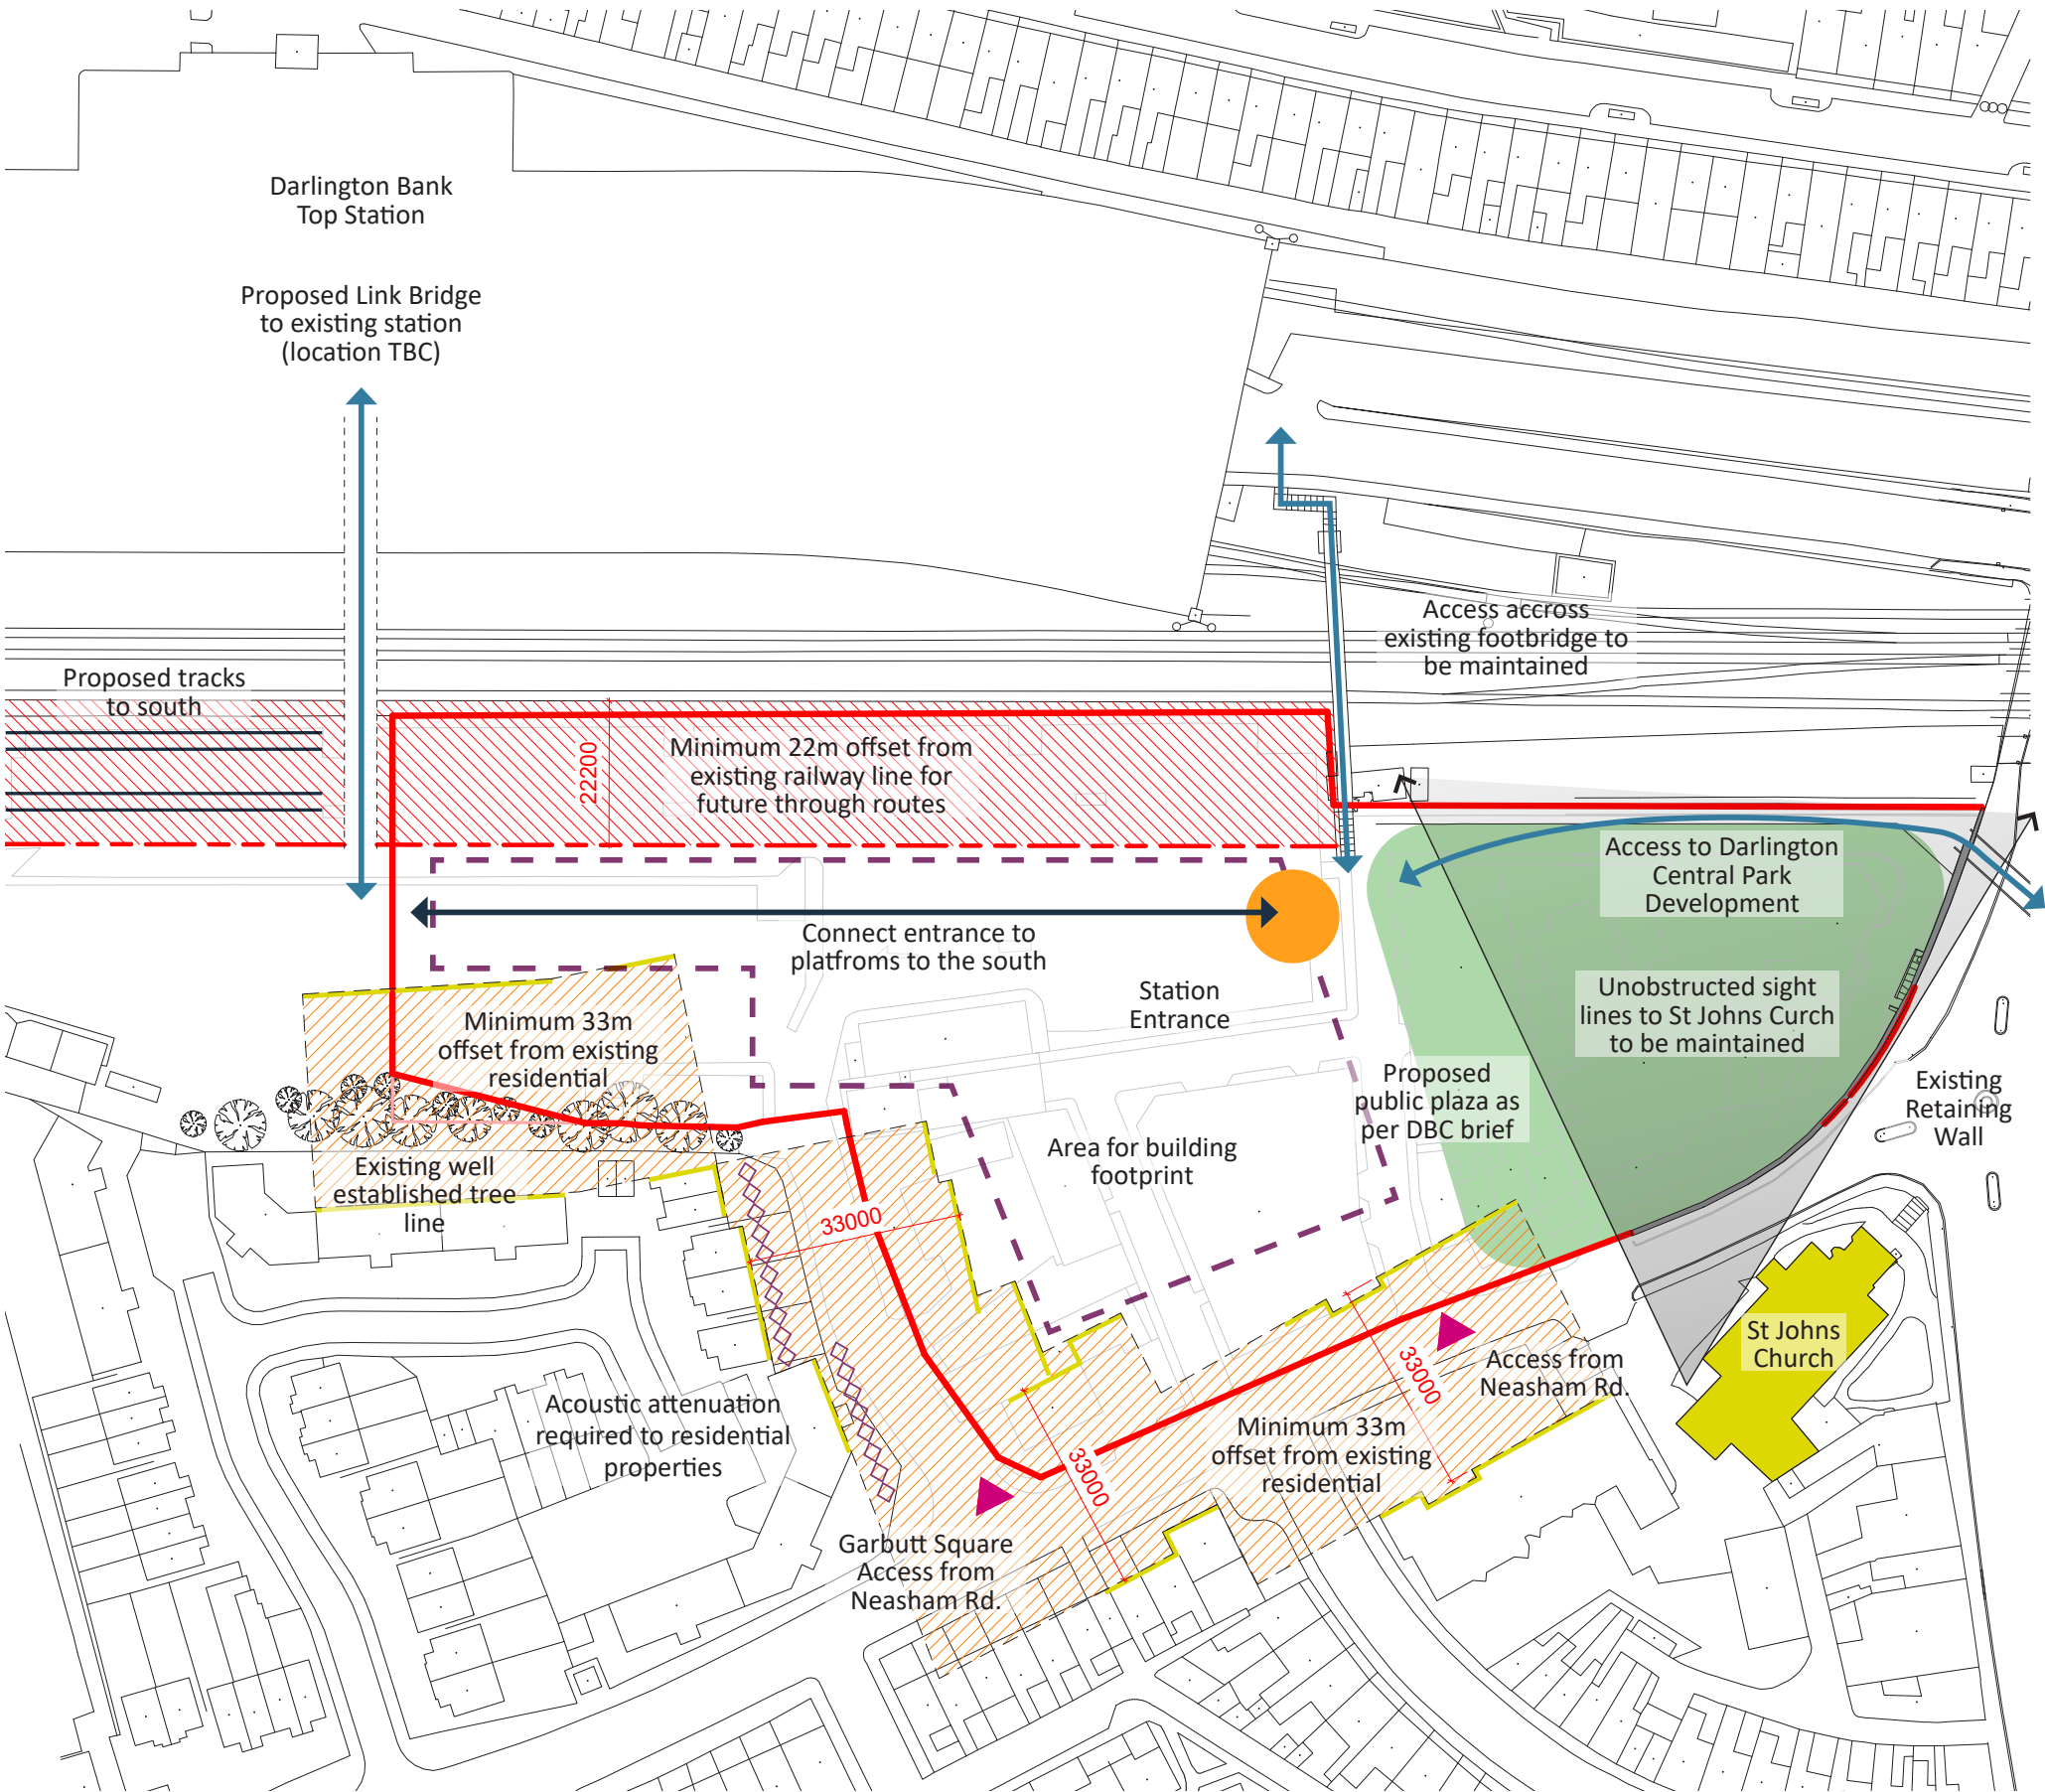 Darlington Bank
Top Station
Proposed Link Bridge
to existing station
(location TBC)
Access accross
existing footbridge to
be maintained
Proposed tracks
to south
22200
Minimum 22m offset from
existing railway line for
future through routes
Access to Darlington
Central Park
Development
Connect entrance to
platfroms to the south
Station
Entrance
Unobstructed sight
lines to St Johns Curch
to be maintained
Minimum 33m
offset from existing
residential
Proposed
public plaza as
per DBC brief
Existing
Retaining
Wall
Area for building
footprint
Existing well
established tree
line
33000
St Johns
Church
33000
Access from
Neasham Rd.
Acoustic attenuation
required to residential
properties
Minimum 33m
offset from existing
residential
33000
Garbutt Square
Access from
Neasham Rd.